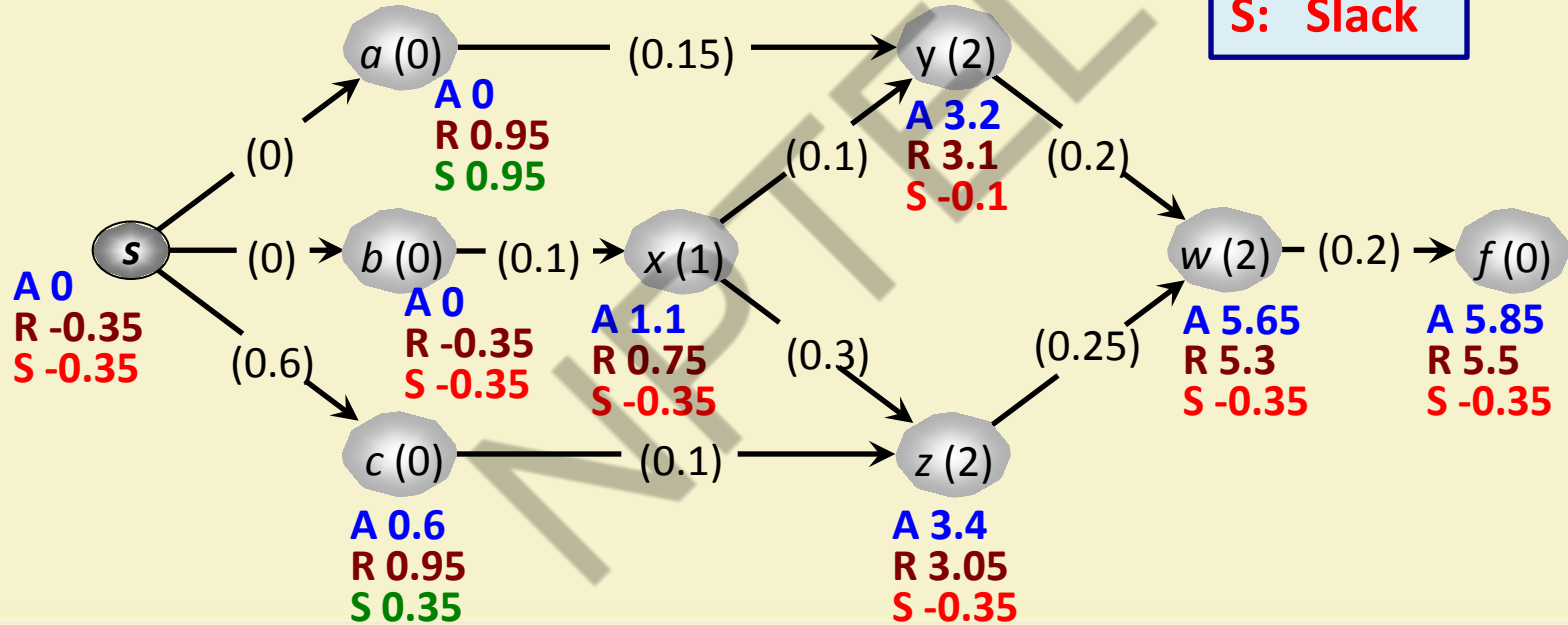 S: Slack
a (0)
(0.15)
y (2)
A 0
R 0.95
S 0.95
A 3.2
R 3.1
S -0.1
(0)
(0.1)
(0.2)
s
(0)
b (0)
(0.1)
x (1)
w (2)
(0.2)
f (0)
A 0
R -0.35
S -0.35
A 0
R -0.35
S -0.35
A 1.1
R 0.75
S -0.35
A 5.65
R 5.3
S -0.35
A 5.85
R 5.5
S -0.35
(0.6)
(0.3)
(0.25)
c (0)
(0.1)
z (2)
A 0.6
R 0.95
S 0.35
A 3.4
R 3.05
S -0.35
NPTEL